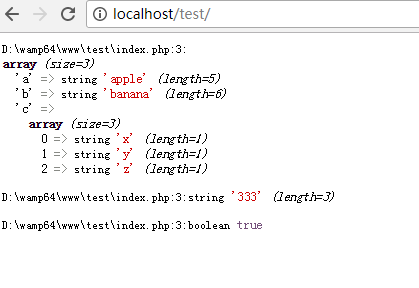 localhost/test/
D:\wamp64\www\test\index.php:3:
array (size=3)
'a' => string 'apple' (length=5)
'b' => string 'banana' (length=6)
'c' =>
array (size=3)
0 => string 'x' (length=1)
1 => string 'y' (length=1)
2 => string 'z' (length=1)
D:\wamp64\www\test\index.php:3:string '333' (length=3)
D:\wamp64\www\test\index.php:3:boolean true